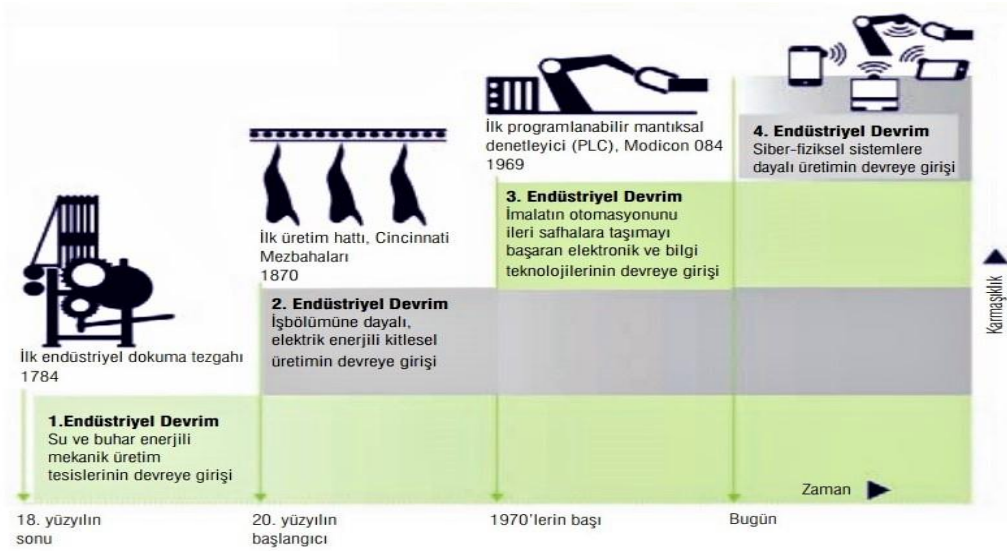 İlk endüstriyel dokuma tezgahı
1784
1.Endüstriyel Devrim
Su ve buhar enerjili
mekanik üretim
tesislerinin devreye girişi
İlk üretim hattı, Cincinnati
Mezbahaları
1870
2. Endüstriyel Devrim
İşbölümüne dayalı,
elektrik enerjili kitlesel
üretimin devreye girişi
İlk programlanabilir mantıksal
denetleyici (PLC), Modicon 084
1969
3. Endüstriyel Devrim
İmalatın otomasyonunu
ileri safhalara taşımayı
başaran elektronik ve bilgi
teknolojilerinin devreye girişi
4. Endüstriyel Devrim
Siber-fiziksel sistemlere
dayalı üretimin devreye girişi
Karmaşıklık
Zaman
18. yüzyılın
sonu
20. yüzyılın
başlangıcı
1970'lerin başı
Bugün